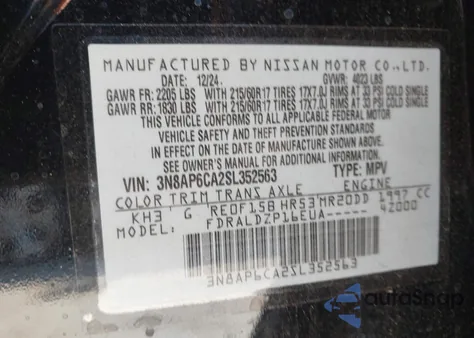 MANUFACTURED BY NISSAN MOTOR CO.,LTD.
DATE: 12/24 GVWR: 4023 LBS
GAWR FR: 2205 LBS WITH 215/60R17 TIRES 17X7.0J RIMS AT 33 PSI COLD SINGLE
GAWR RR: 1830 LBS WITH 215/60R17 TIRES 17X7.0J RIMS AT 33 PSI COLD SINGLE
THIS VEHICLE CONFORMS TO ALL APPLICABLE FEDERAL MOTOR
VEHICLE SAFETY AND THEFT PREVENTION STANDARDS
IN EFFECT ON THE DATE OF MANUFACTURE SHOWN ABOVE.
SEE OWNER'S MANUAL FOR ADDITIONAL INFORMATION.
VIN: 3N8AP6CA2SL352563 TYPE: MPV
COLOR TRIM TRANS AXLE ENGINE
KH3 G RE0F15B HR53 MR20DD 1997 CC
MODEL: FDRALDZP16EUA----- 42000
3N8AP6CA2SL352563
autoSnap